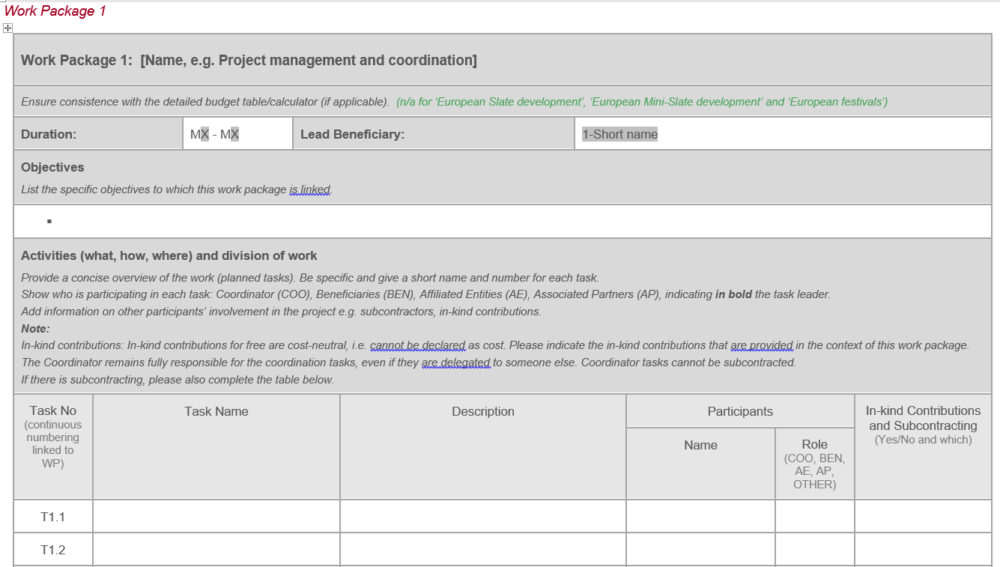 Work Package 1
Work Package 1:  [Name, e.g. Project management and coordination]
Ensure consistence with the detailed budget table/calculator (if applicable).  (n/a for ‘European Slate development’, ‘European Mini-Slate development’ and ‘European festivals’)
Duration:
MX - MX
Lead Beneficiary:
1-Short name
Objectives
List the specific objectives to which this work package is linked.
Activities (what, how, where) and division of work
Provide a concise overview of the work (planned tasks). Be specific and give a short name and number for each task.
Show who is participating in each task: Coordinator (COO), Beneficiaries (BEN), Affiliated Entities (AE), Associated Partners (AP), indicating in bold the task leader.
Add information on other participants’ involvement in the project e.g. subcontractors, in-kind contributions.
Note:
In-kind contributions: In-kind contributions for free are cost-neutral, i.e. cannot be declared as cost. Please indicate the in-kind contributions that are provided in the context of this work package.
The Coordinator remains fully responsible for the coordination tasks, even if they are delegated to someone else. Coordinator tasks cannot be subcontracted.
If there is subcontracting, please also complete the table below.
Task No
(continuous
numbering
linked to
WP)
Task Name
Description
Participants
Name
Role
(COO, BEN,
AE, AP,
OTHER)
In-kind Contributions
and Subcontracting
(Yes/No and which)
T1.1
T1.2